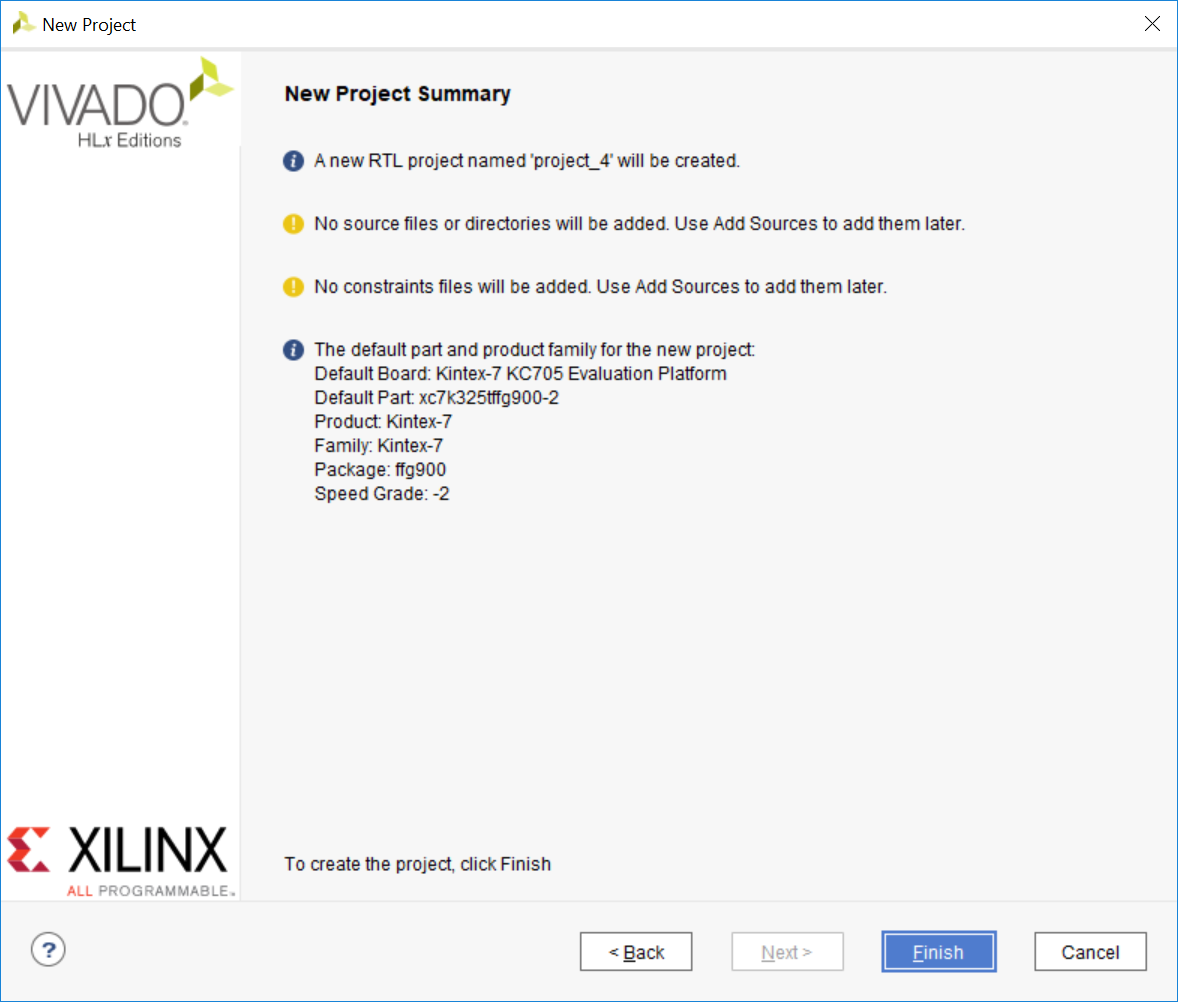 New Project
VIVADO.
HLx Editions
New Project Summary
A new RTL project named 'project_4' will be created.
No source files or directories will be added. Use Add Sources to add them later.
No constraints files will be added. Use Add Sources to add them later.
The default part and product family for the new project:
Default Board: Kintex-7 KC705 Evaluation Platform
Default Part: xc7k325tffg900-2
Product: Kintex-7
Family: Kintex-7
Package: ffg900
Speed Grade: -2
XILINX
ALL PROGRAMMABLE™
To create the project, click Finish
?
< Back
Next >
Finish
Cancel